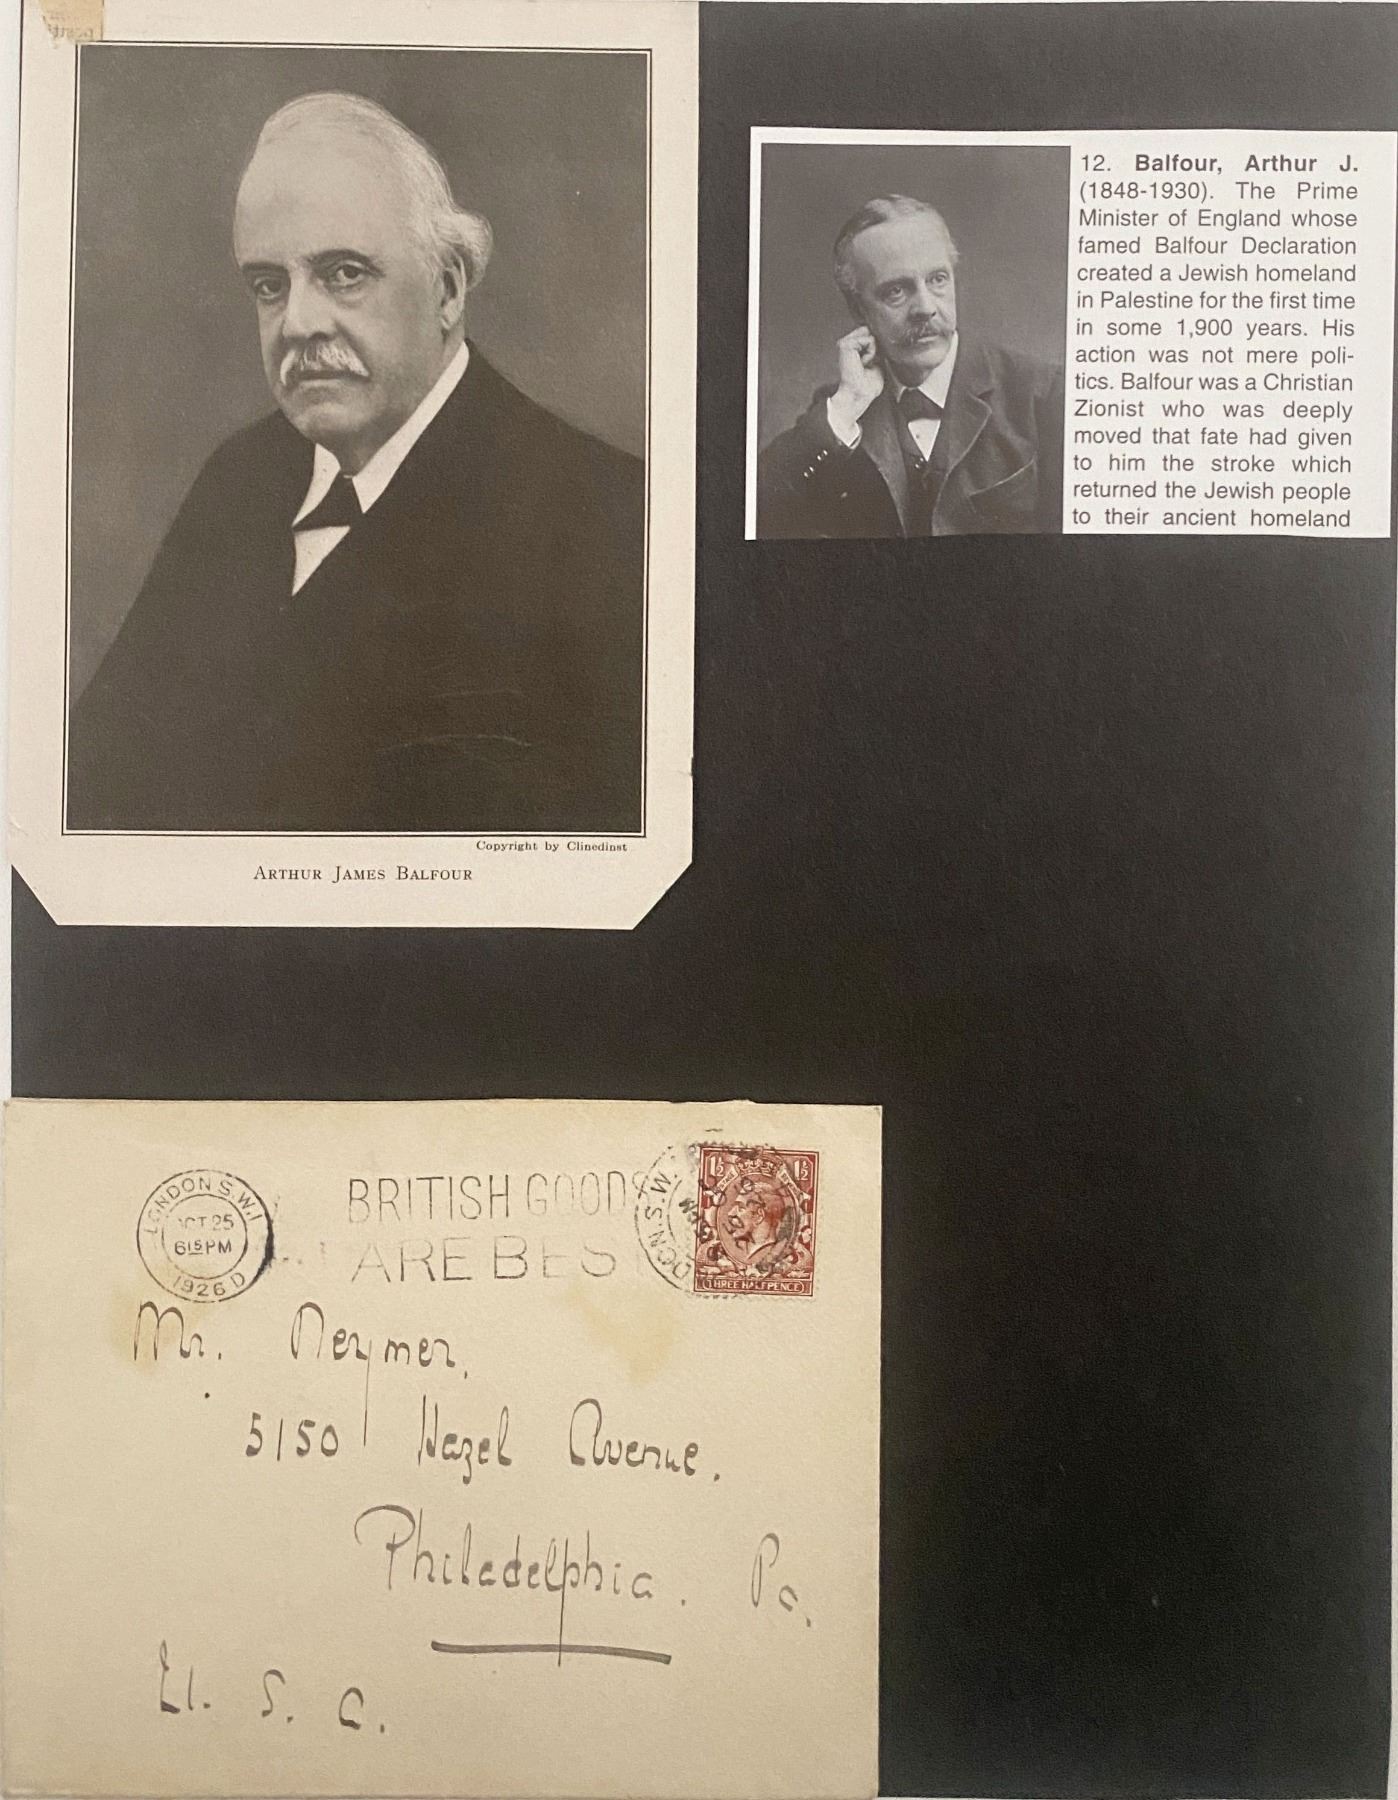 Copyright by Clinedinst
ARTHUR JAMES BALFOUR
12. Balfour, Arthur J.
(1848-1930). The Prime
Minister of England whose
famed Balfour Declaration
created a Jewish homeland
in Palestine for the first time
in some 1,900 years. His
action was not mere poli-
tics. Balfour was a Christian
Zionist who was deeply
moved that fate had given
to him the stroke which
returned the Jewish people
to their ancient homeland
LONDON S.W.1
OCT 25
6 15 PM
1926 D
BRITISH GOODS
ARE BEST
1½ 1½
THREE HALFPENCE
Mr. Neymer,
5150 Hazel Avenue.
Philadelphia. Pa.
U. S. A.